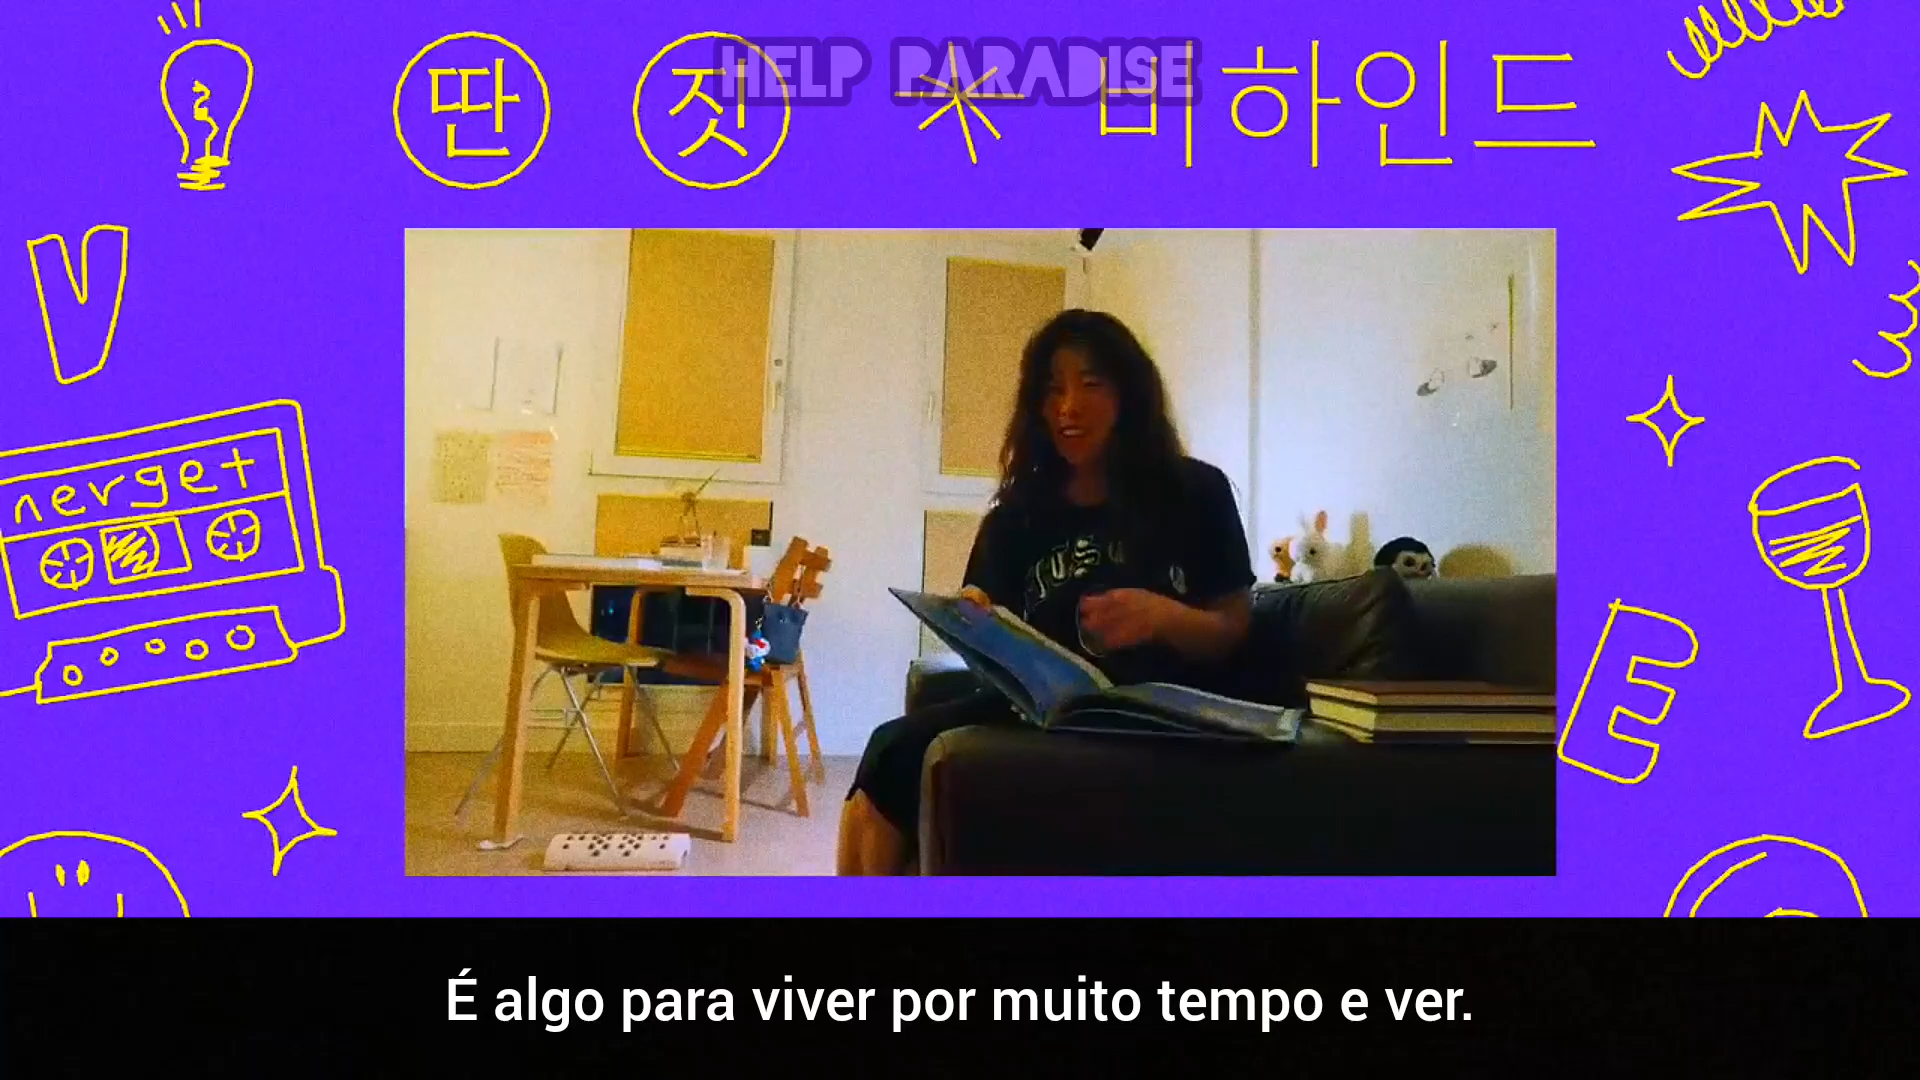 HELP PARADISE
딴 짓 * 비하인드
V
nerget
E
É algo para viver por muito tempo e ver.